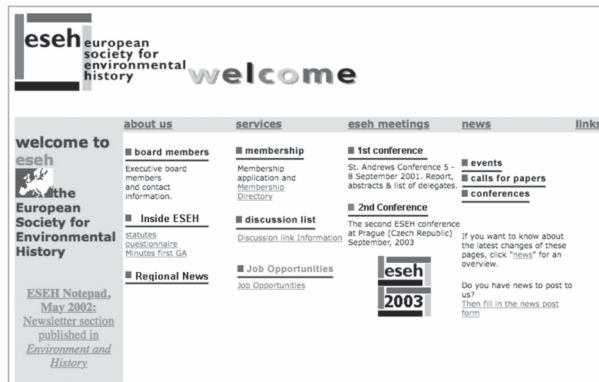 eseh european
society for
environmental
history
welcome
about us
services
eseh meetings
news
links
welcome to
eseh
the
European
Society for
Environmental
History
ESEH Notepad,
May 2002:
Newsletter section
published in
Environment and
History
board members
Executive board
members
and contact
information.
Inside ESEH
statutes
questionnaire
Minutes first GA
Regional News
membership
Membership
application and
Membership
Directory
discussion list
Discussion link Information
Job Opportunities
Job Opportunities
1st conference
St. Andrews Conference 5 -
8 September 2001. Report,
abstracts & list of delegates.
2nd Conference
The second ESEH conference
at Prague (Czech Republic)
September, 2003
eseh
2003
events
calls for papers
conferences
If you want to know about
the latest changes of these
pages, click "news" for an
overview.
Do you have news to post to
us?
Then fill in the news post
form